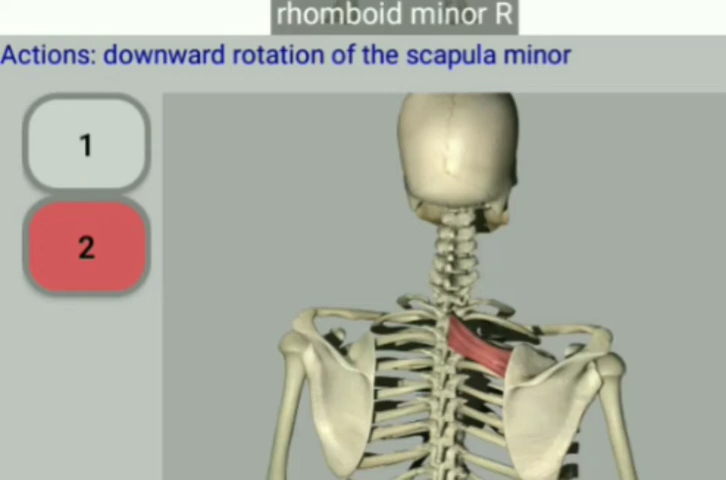 rhomboid minor R
Actions: downward rotation of the scapula minor
1
2